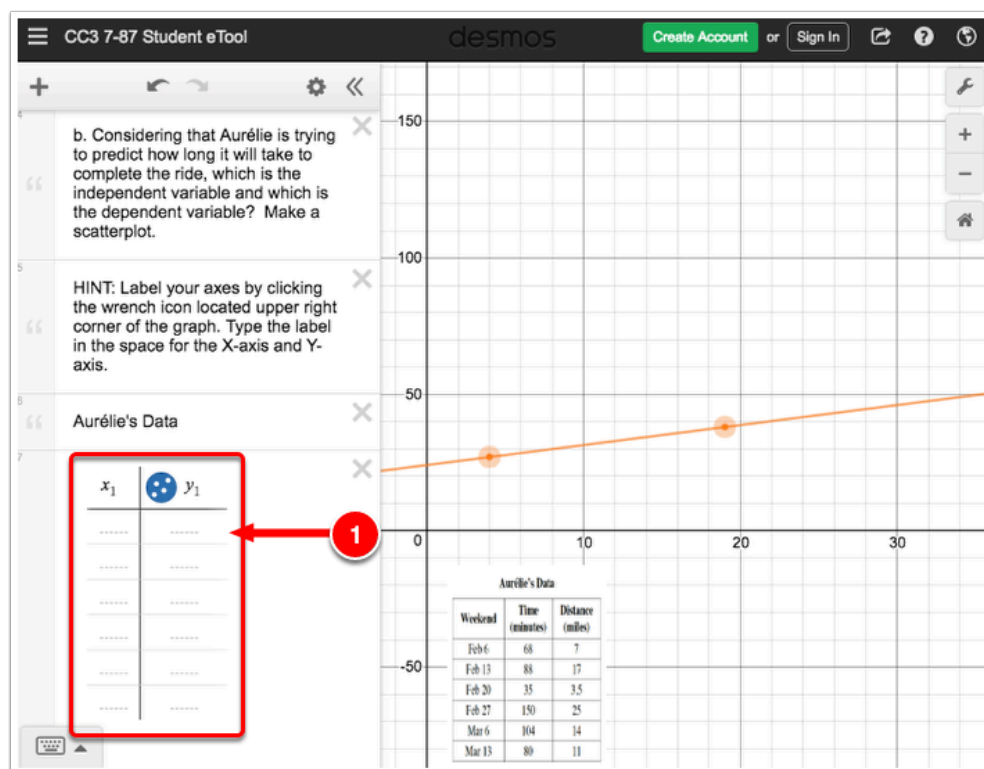 CC3 7-87 Student eTool
desmos
Create Account or Sign In
4
b. Considering that Aurélie is trying
to predict how long it will take to
complete the ride, which is the
independent variable and which is
the dependent variable? Make a
scatterplot.
5
HINT: Label your axes by clicking
the wrench icon located upper right
corner of the graph. Type the label
in the space for the X-axis and Y-
axis.
6
Aurélie's Data
7
x₁ y₁
1
150
100
50
0 10 20 30
-50
Aurélie's Data
Weekend Time (minutes) Distance (miles)
Feb 6 68 7
Feb 13 88 17
Feb 20 35 3.5
Feb 27 150 25
Mar 6 104 14
Mar 13 80 11